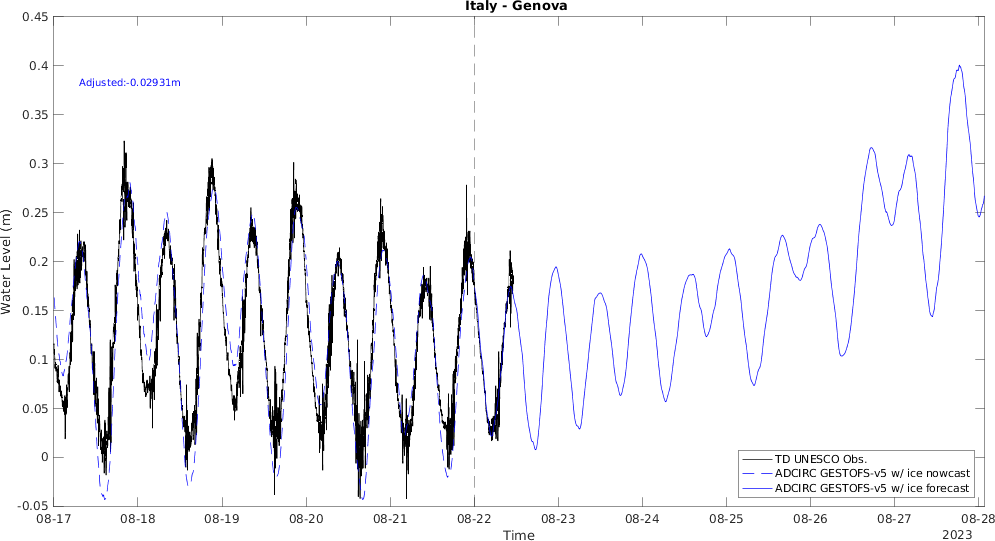 Italy - Genova
0.45
0.4
0.35
0.3
0.25
0.2
0.15
0.1
0.05
0
-0.05
Water Level (m)
Adjusted:-0.02931m
TD UNESCO Obs.
ADCIRC GESTOFS-v5 w/ ice nowcast
ADCIRC GESTOFS-v5 w/ ice forecast
08-17 08-18 08-19 08-20 08-21 08-22 08-23 08-24 08-25 08-26 08-27 08-28
Time
2023